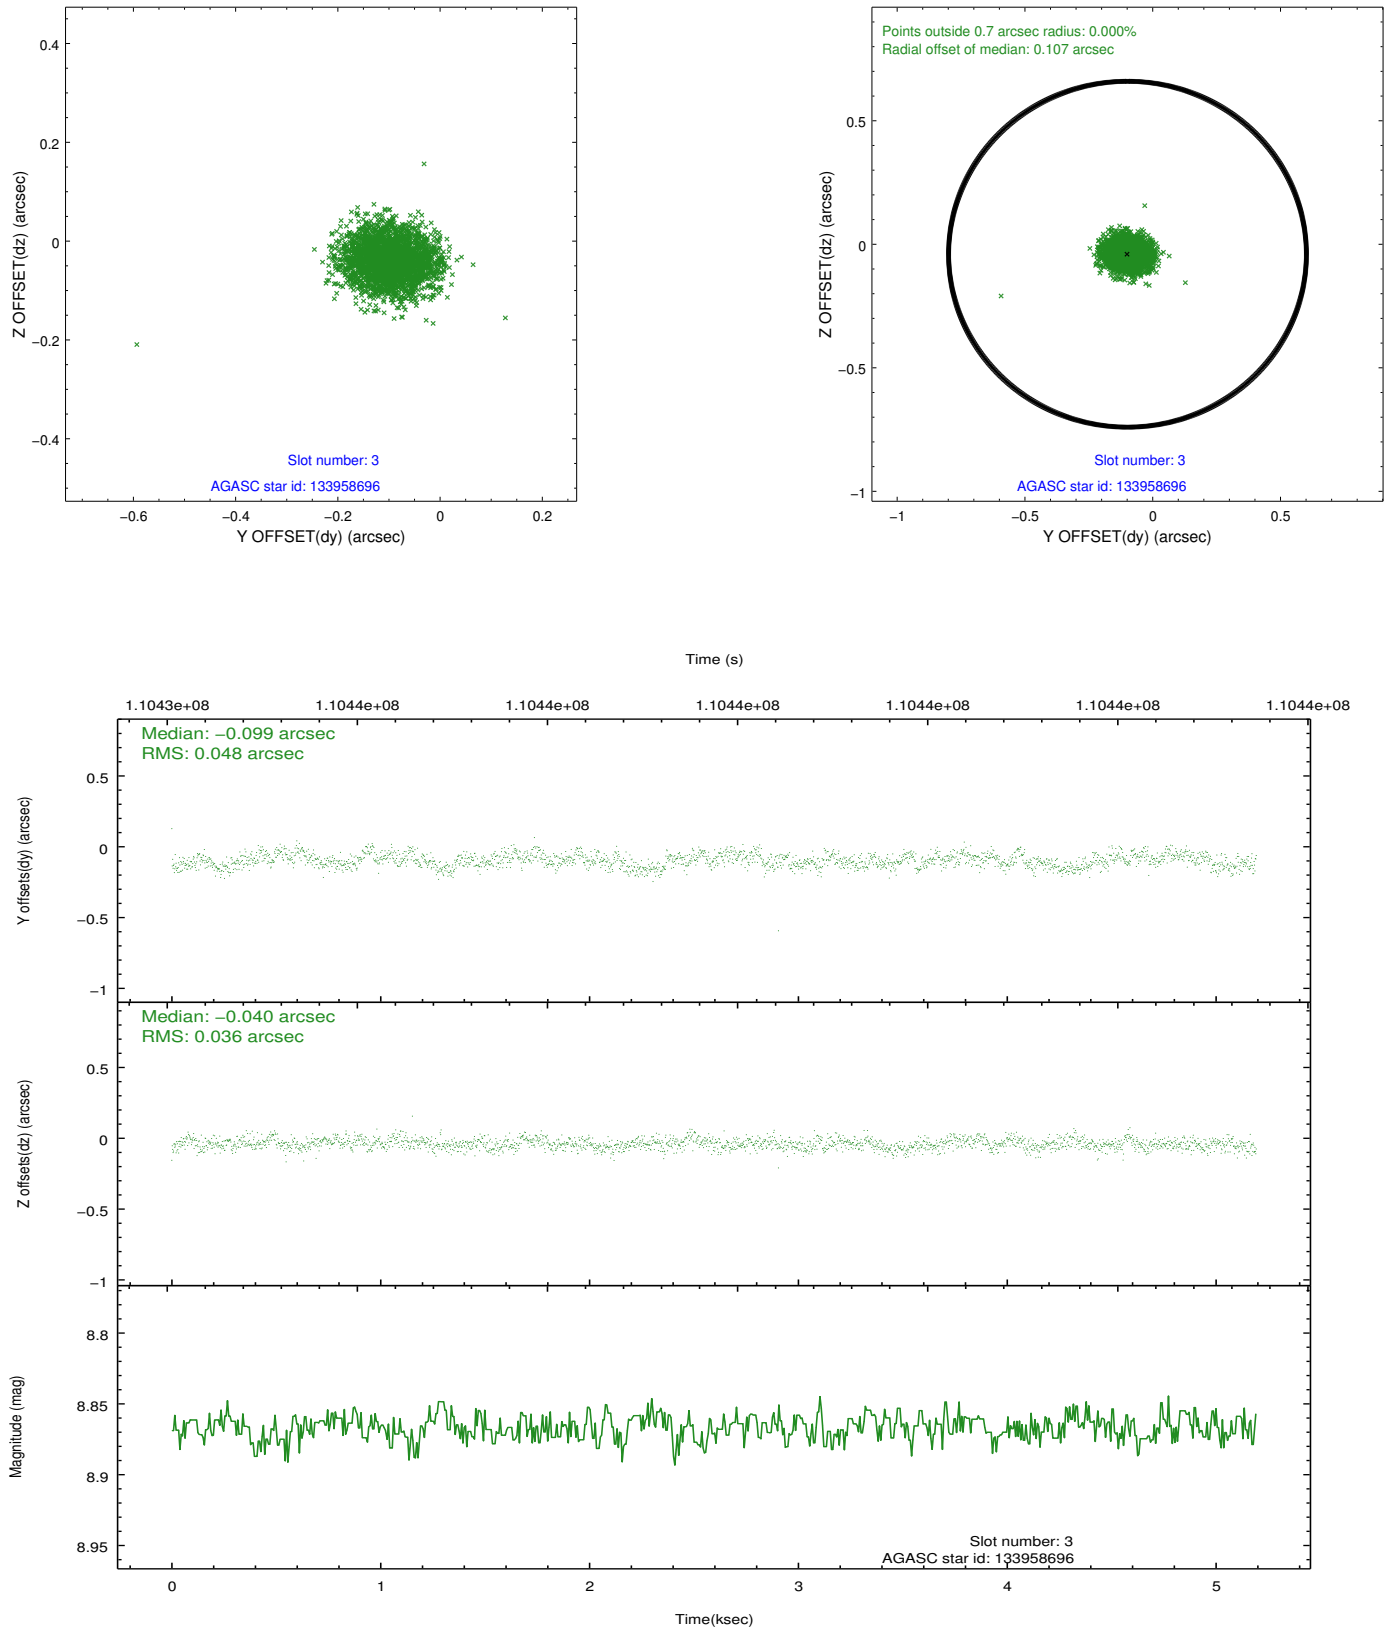 0.4
0.2
0
−0.2
−0.4
Z OFFSET(dz) (arcsec)
Slot number: 3
AGASC star id: 133958696
−0.6
−0.4
−0.2
0
0.2
Y OFFSET(dy) (arcsec)
Points outside 0.7 arcsec radius: 0.000%
Radial offset of median: 0.107 arcsec
0.5
0
−0.5
−1
Z OFFSET(dz) (arcsec)
Slot number: 3
AGASC star id: 133958696
−1
−0.5
0
0.5
Y OFFSET(dy) (arcsec)
Time (s)
1.1043e+08
1.1044e+08
1.1044e+08
1.1044e+08
1.1044e+08
1.1044e+08
1.1044e+08
Median: −0.099 arcsec
RMS: 0.048 arcsec
0.5
0
−0.5
−1
Y offsets(dy) (arcsec)
Median: −0.040 arcsec
RMS: 0.036 arcsec
0.5
0
−0.5
−1
Z offsets(dz) (arcsec)
8.8
8.85
8.9
8.95
Magnitude (mag)
Slot number: 3
AGASC star id: 133958696
0
1
2
3
4
5
Time(ksec)